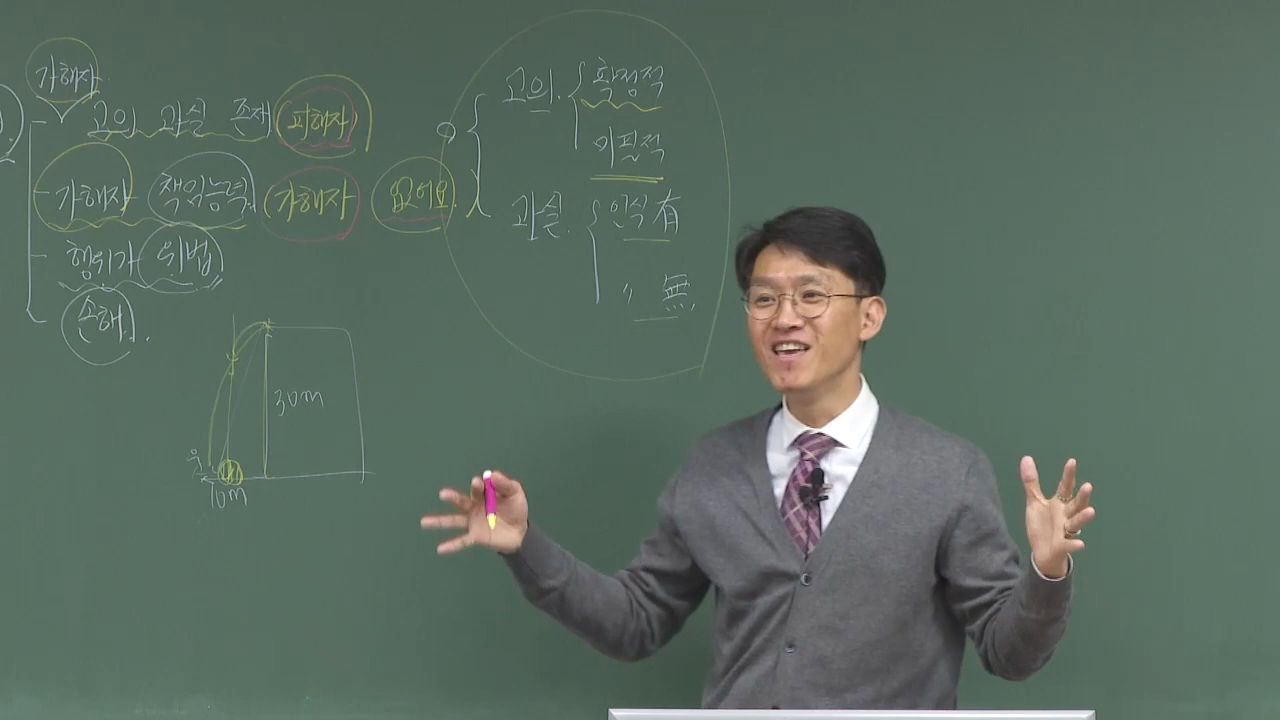 가해자
고의 과실 존재 피해자
가해자 책임능력 가해자 없어요.
행위가 위법
손해.
30m
10m
고의. 확정적
미필적
과실. 인식 有
〃 無